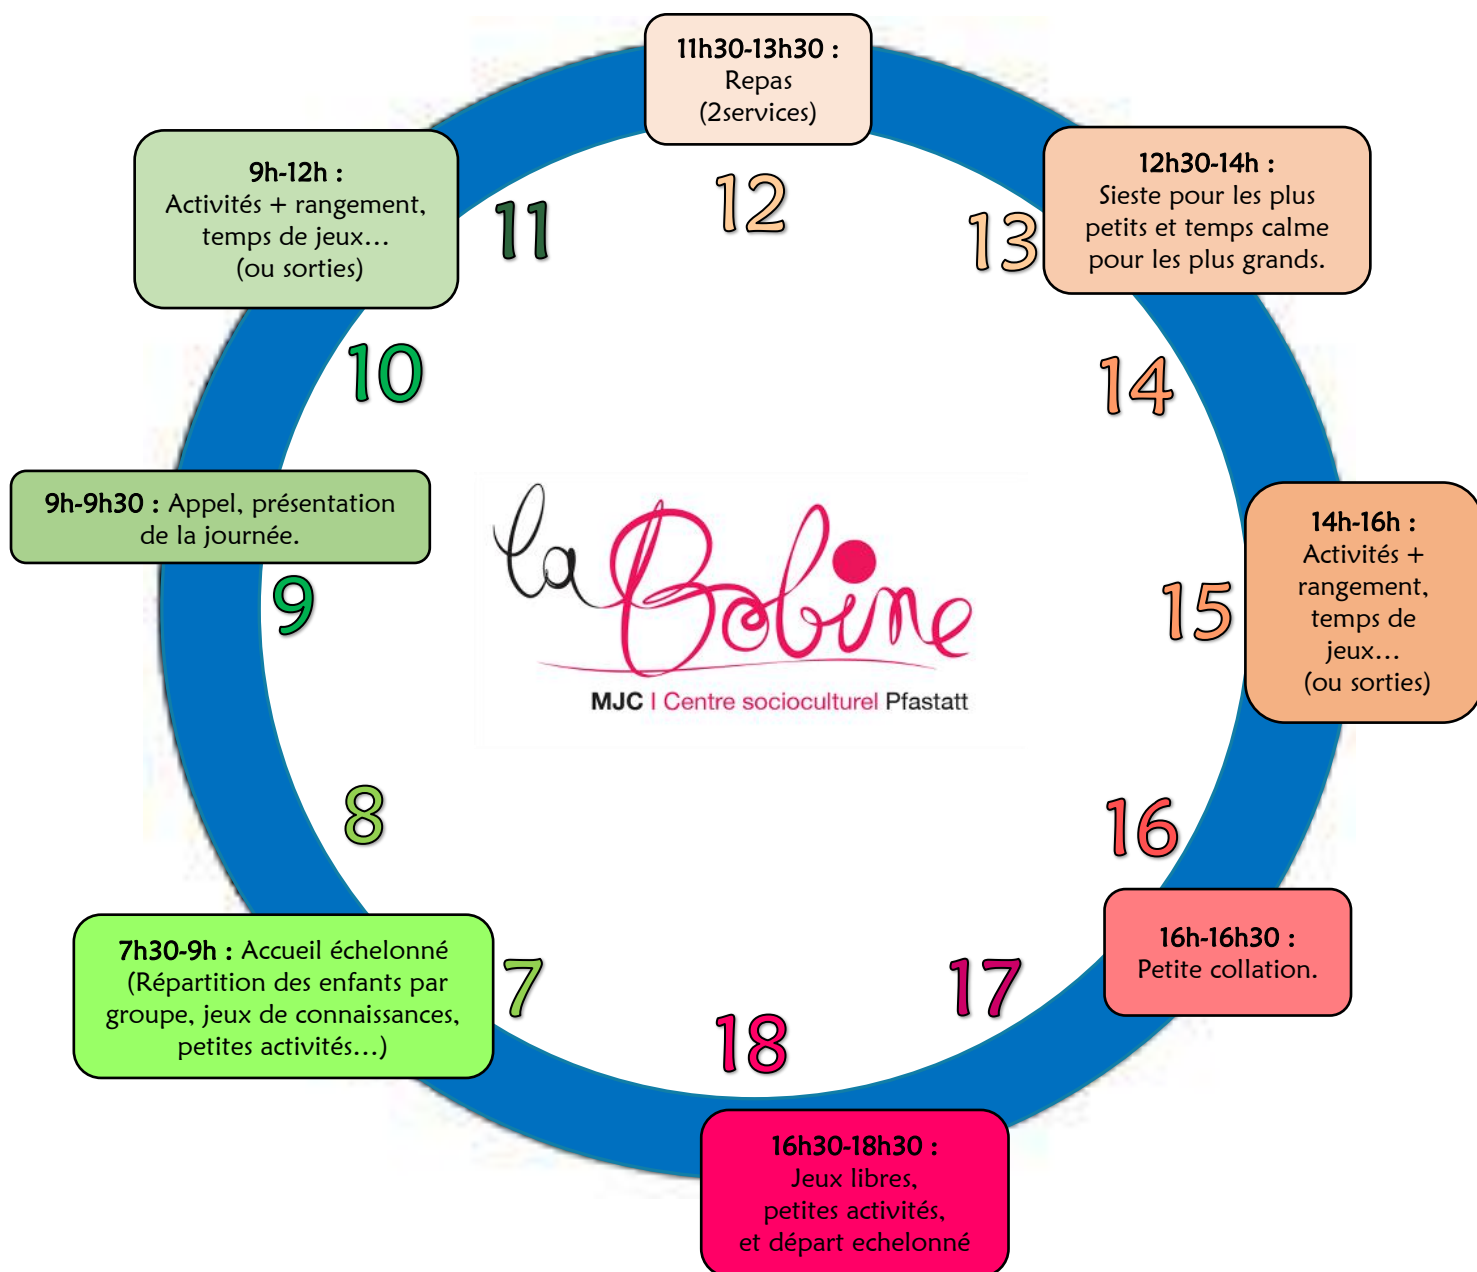 11h30-13h30 :
Repas
(2services)
9h-12h :
Activités + rangement,
temps de jeux...
(ou sorties)
12h30-14h :
Sieste pour les plus
petits et temps calme
pour les plus grands.
11
12
13
10
14
9h-9h30 : Appel, présentation
de la journée.
14h-16h :
Activités +
rangement,
temps de
jeux...
(ou sorties)
9
15
la Bobine
MJC | Centre socioculturel Pfastatt
8
16
7h30-9h : Accueil échelonné
(Répartition des enfants par
groupe, jeux de connaissances,
petites activités...)
16h-16h30 :
Petite collation.
7
17
18
16h30-18h30 :
Jeux libres,
petites activités,
et départ echelonné